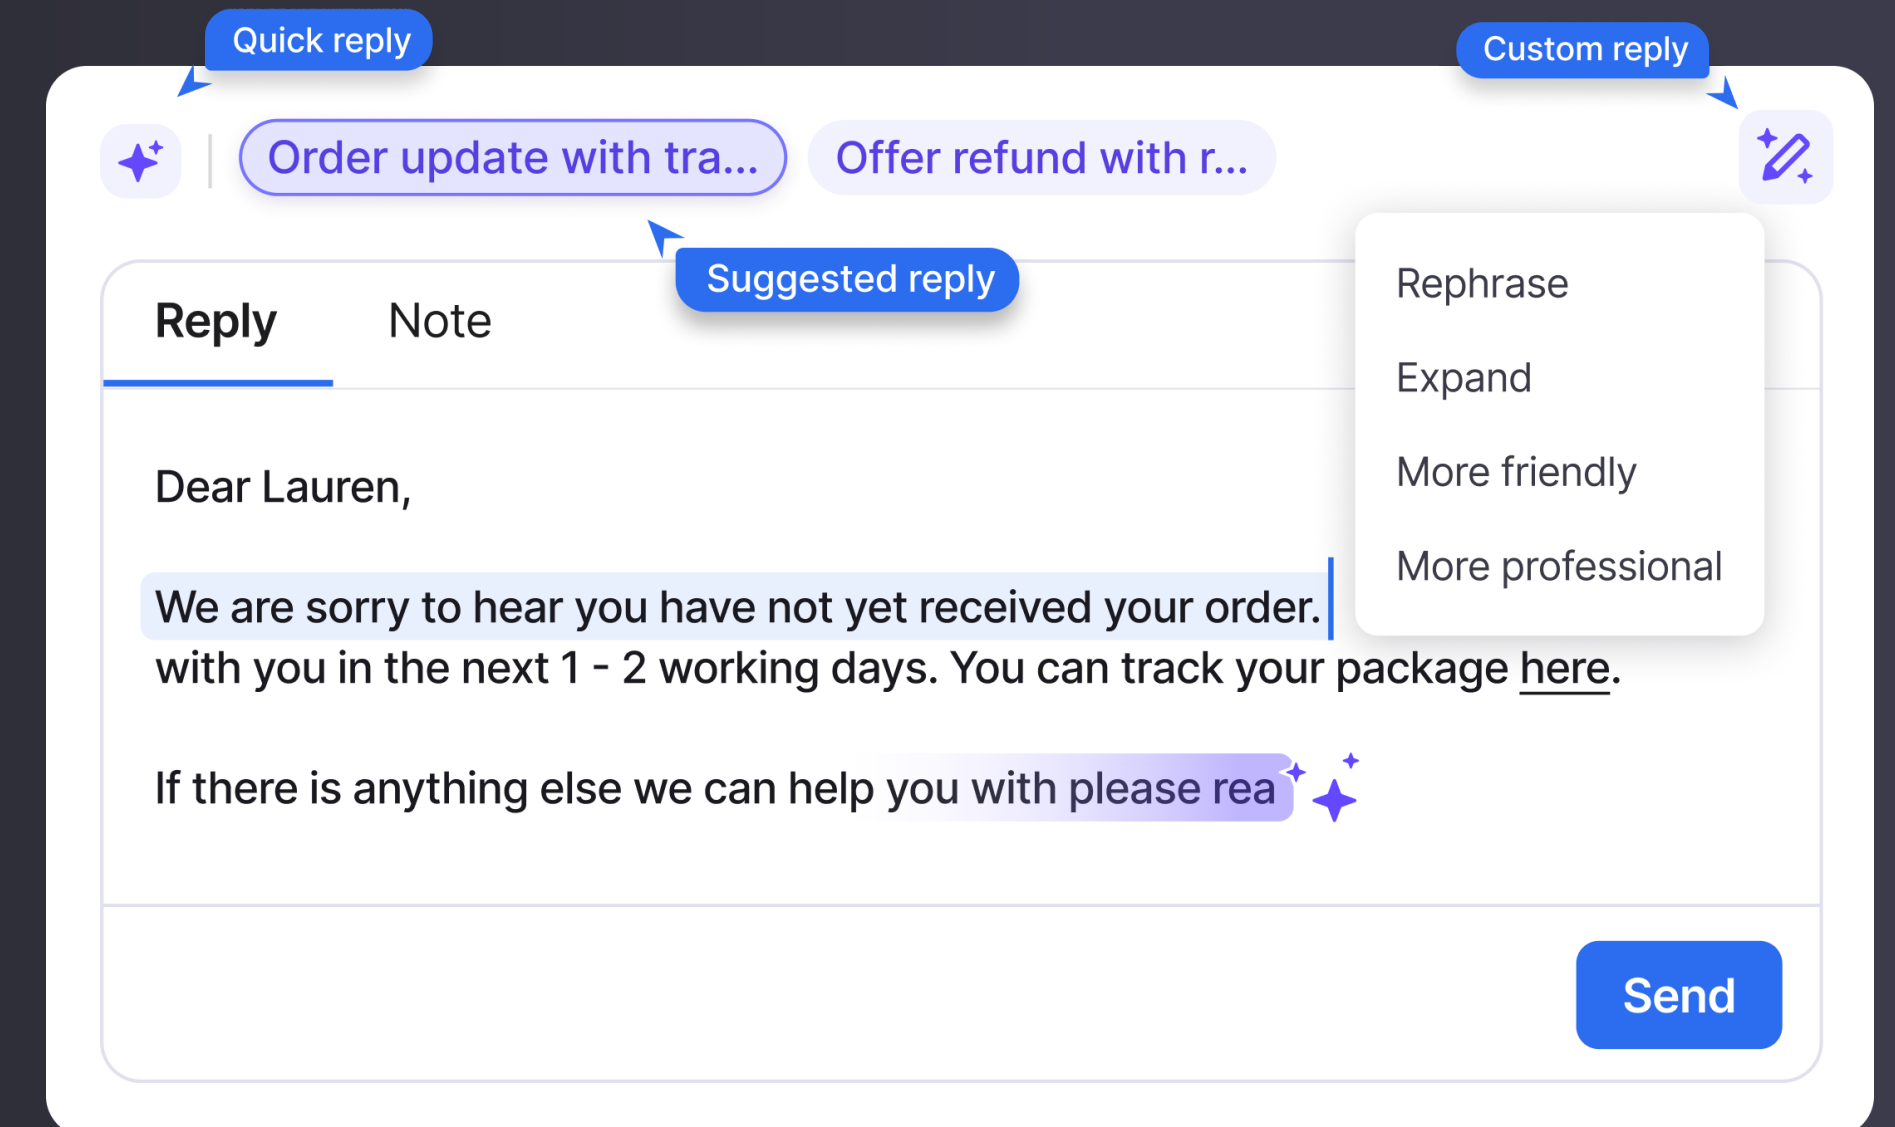 Quick reply
Custom reply
Order update with tra...
Offer refund with r...
Suggested reply
Reply
Note
Rephrase
Expand
More friendly
More professional
Dear Lauren,
We are sorry to hear you have not yet received your order.
with you in the next 1 - 2 working days. You can track your package here.
If there is anything else we can help you with please rea
Send